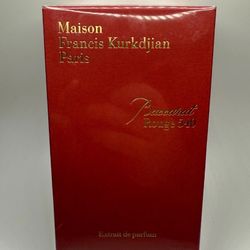 Maison
Francis Kurkdjian
Paris
Baccarat
Rouge 540
Extrait de parfum